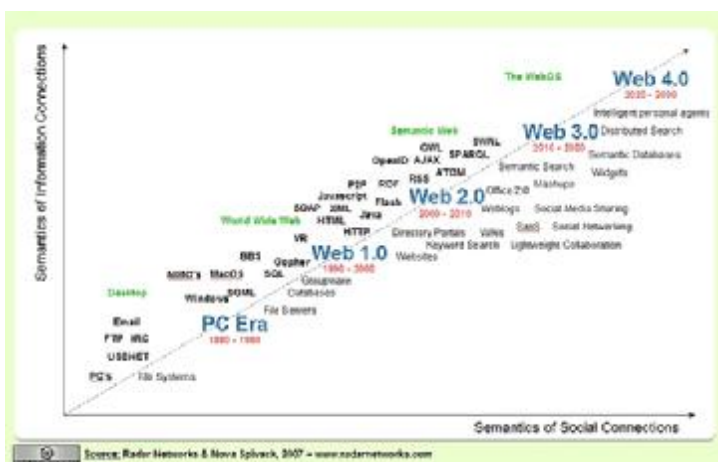 Semantics of Information Connections
The WebOS
Web 4.0
2020 - 2030
Intelligent personal agents
Semantic Web
SWRL
Web 3.0
Distributed Search
OWL
2010 - 2020
OpenID AJAX
SPARQL
Semantic Databases
ATOM
Semantic Search
Widgets
RSS
P2P
RDF
Mashups
Office 2.0
Javascript
Flash
Web 2.0
2000 - 2010
SOAP XML
Java
Weblogs
Social Media Sharing
World Wide Web
HTML
HTTP
Directory Portals
Wikis
SaaS
Social Networking
VR
Keyword Search
Lightweight Collaboration
BBS
Gopher
Web 1.0
1990 - 2000
Websites
MMO's
MacOS
SQL
Groupware
Desktop
SGML
Databases
Windows
File Servers
Email
PC Era
1980 - 1990
FTP IRC
USENET
PC's
File Systems
Semantics of Social Connections
Source: Radar Networks & Nova Spivack, 2007 – www.radarnetworks.com